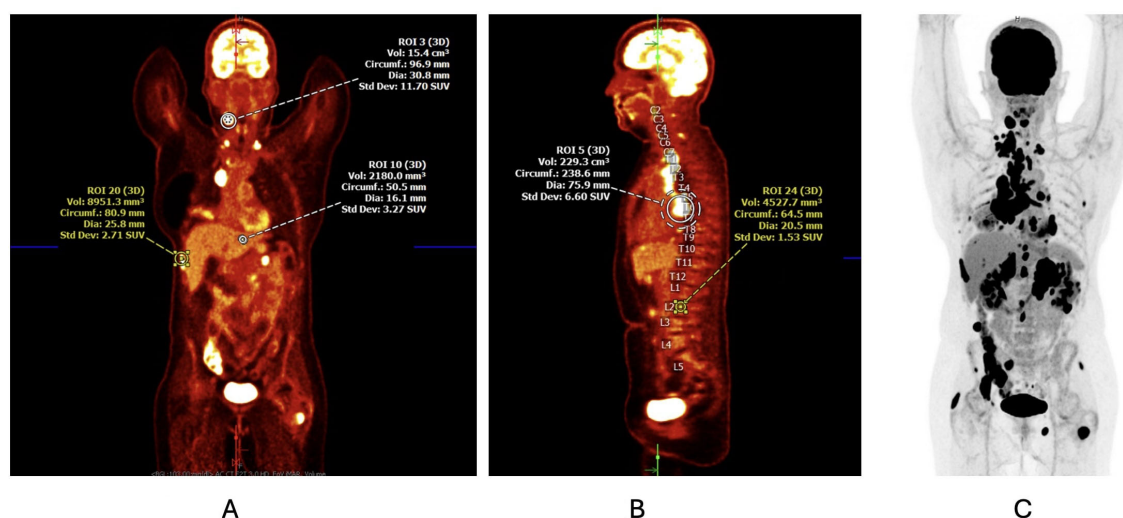 ROI 3 (3D)
Vol: 15.4 cm³
Circumf.: 96.9 mm
Dia: 30.8 mm
Std Dev: 11.70 SUV
ROI 10 (3D)
Vol: 2180.0 mm³
Circumf.: 50.5 mm
Dia: 16.1 mm
Std Dev: 3.27 SUV
ROI 20 (3D)
Vol: 8951.3 mm³
Circumf.: 80.9 mm
Dia: 25.8 mm
Std Dev: 2.71 SUV
ROI 5 (3D)
Vol: 229.3 cm³
Circumf.: 238.6 mm
Dia: 75.9 mm
Std Dev: 6.60 SUV
ROI 24 (3D)
Vol: 4527.7 mm³
Circumf.: 64.5 mm
Dia: 20.5 mm
Std Dev: 1.53 SUV
C2
C3
C4
C5
C6
C7
T1
T3
T4
T8
T9
T10
T11
T12
L1
L2
L3
L4
L5
H
A
B
C